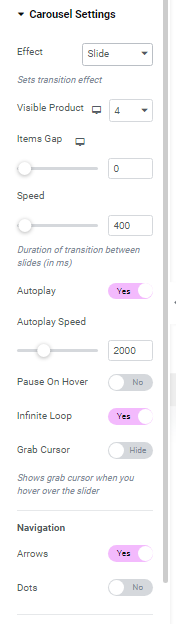 Carousel Settings
Effect Slide
Sets transition effect
Visible Product 4
Items Gap
0
Speed
400
Duration of transition between
slides (in ms)
Autoplay Yes
Autoplay Speed
2000
Pause On Hover No
Infinite Loop Yes
Grab Cursor Hide
Shows grab cursor when you
hover over the slider
Navigation
Arrows Yes
Dots No